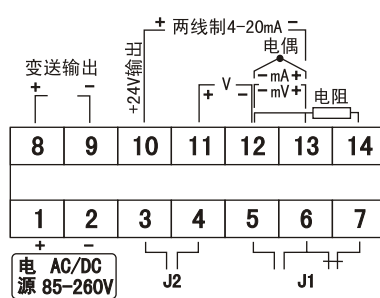 + 两线制4-20mA −
电偶
变送输出
+ −
+24V输出
+ V −
− mA +
− mV +
电阻
8 9 10 11 12 13 14
1 2 3 4 5 6 7
+ −
电源 AC/DC
85-260V
J2
J1